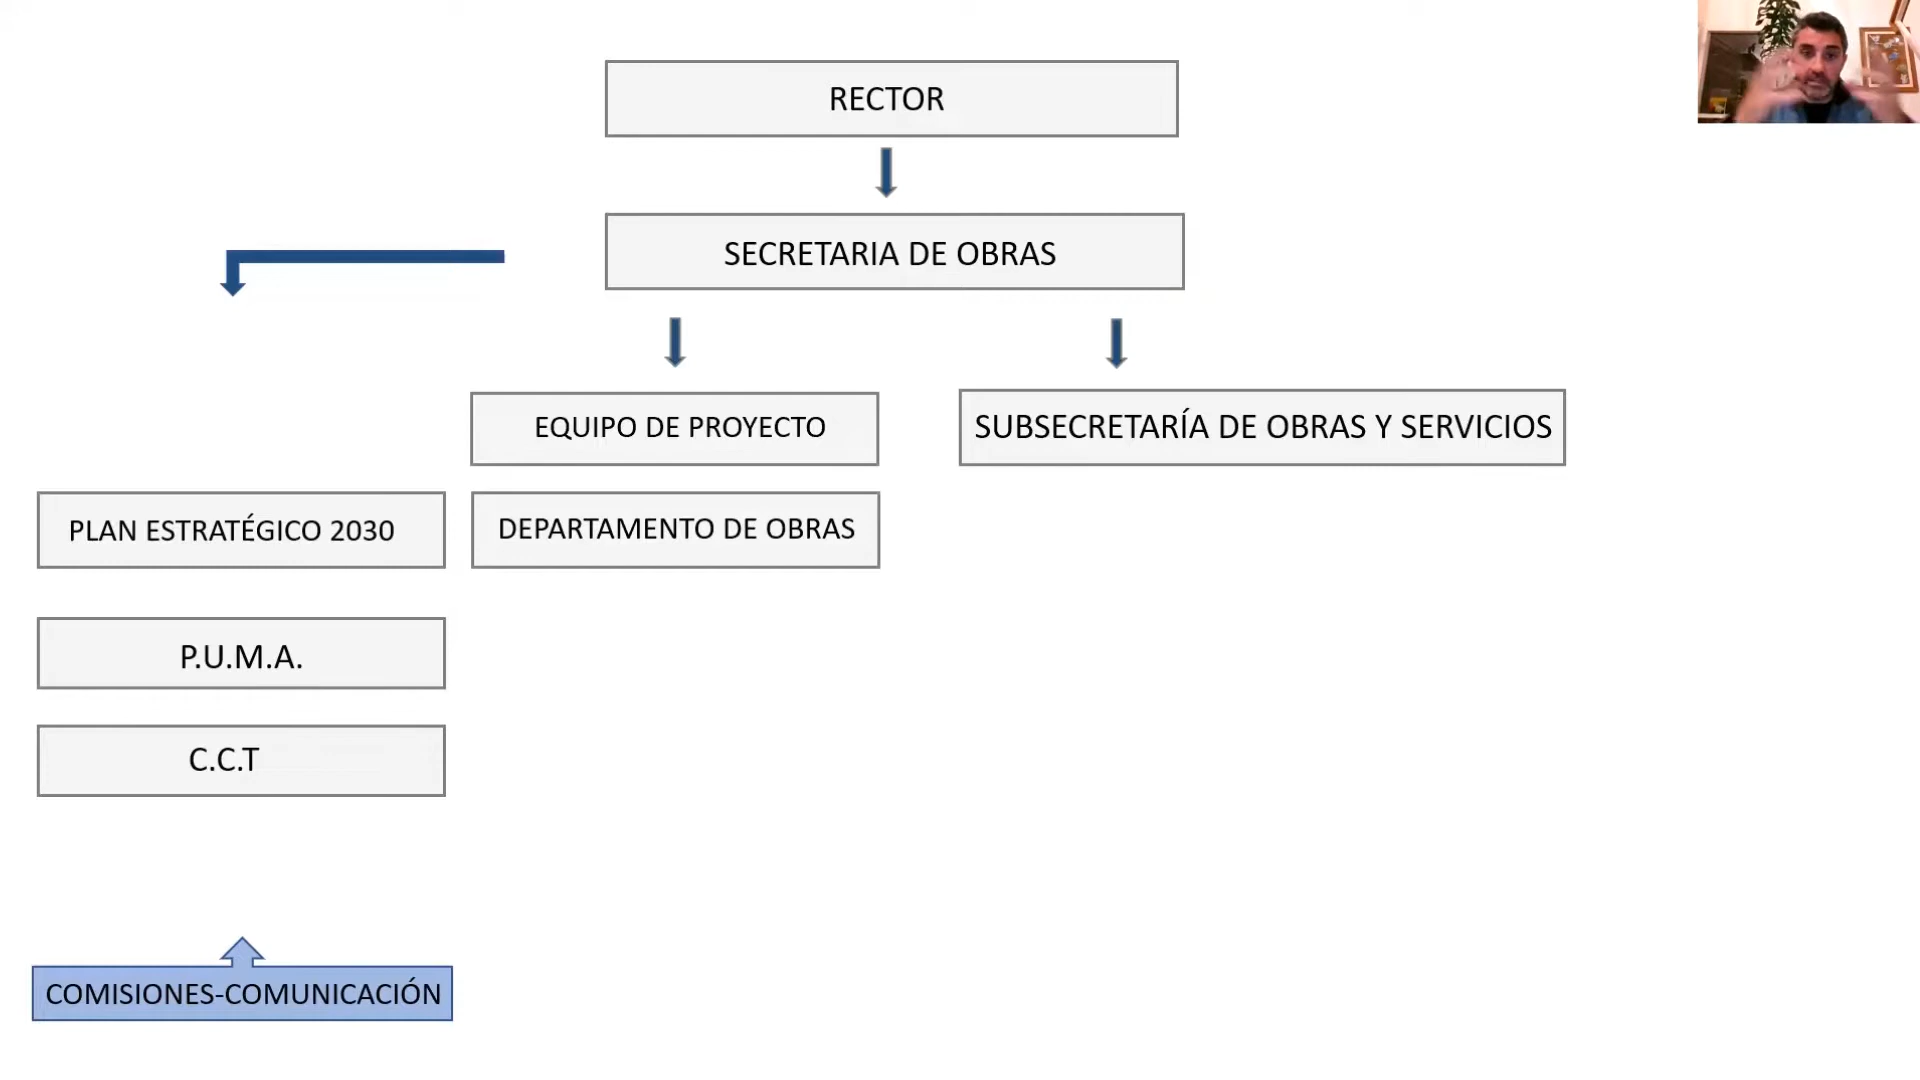 RECTOR
SECRETARIA DE OBRAS
EQUIPO DE PROYECTO
SUBSECRETARÍA DE OBRAS Y SERVICIOS
PLAN ESTRATÉGICO 2030
DEPARTAMENTO DE OBRAS
P.U.M.A.
C.C.T
COMISIONES-COMUNICACIÓN